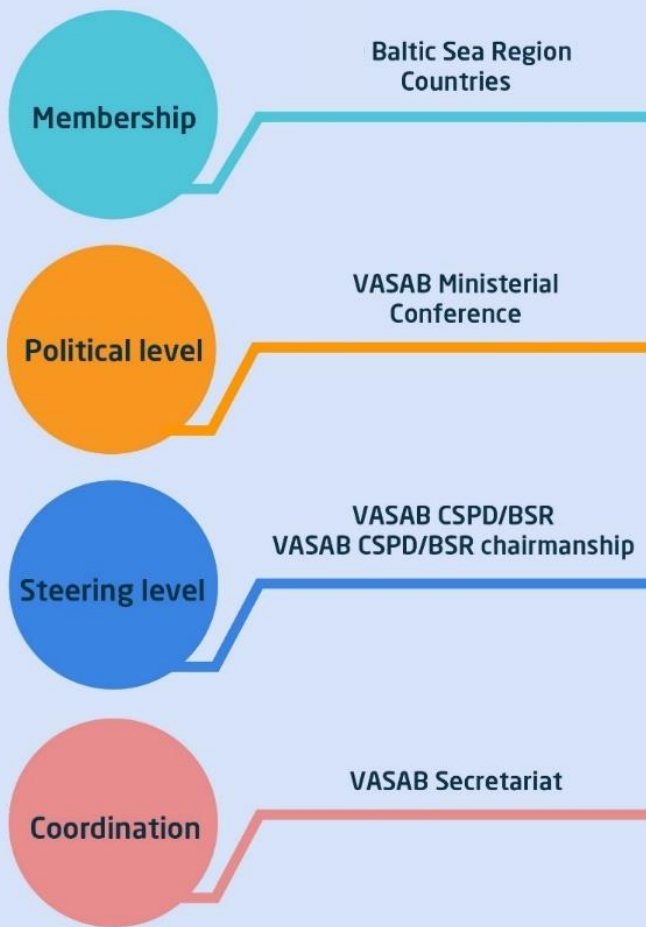 Membership
Baltic Sea Region
Countries
Political level
VASAB Ministerial
Conference
Steering level
VASAB CSPD/BSR
VASAB CSPD/BSR chairmanship
Coordination
VASAB Secretariat